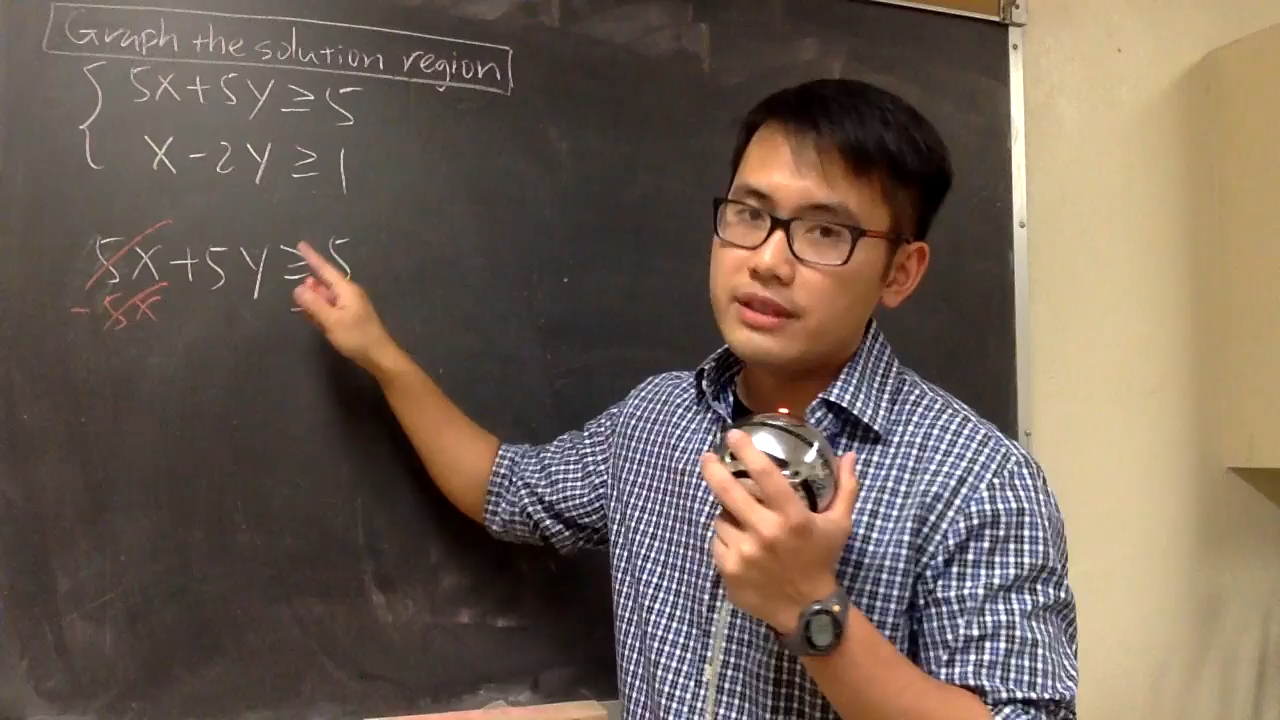 Graph the solution region
5x+5y≥5
x-2y≥1
5x+5y≥5
-5x